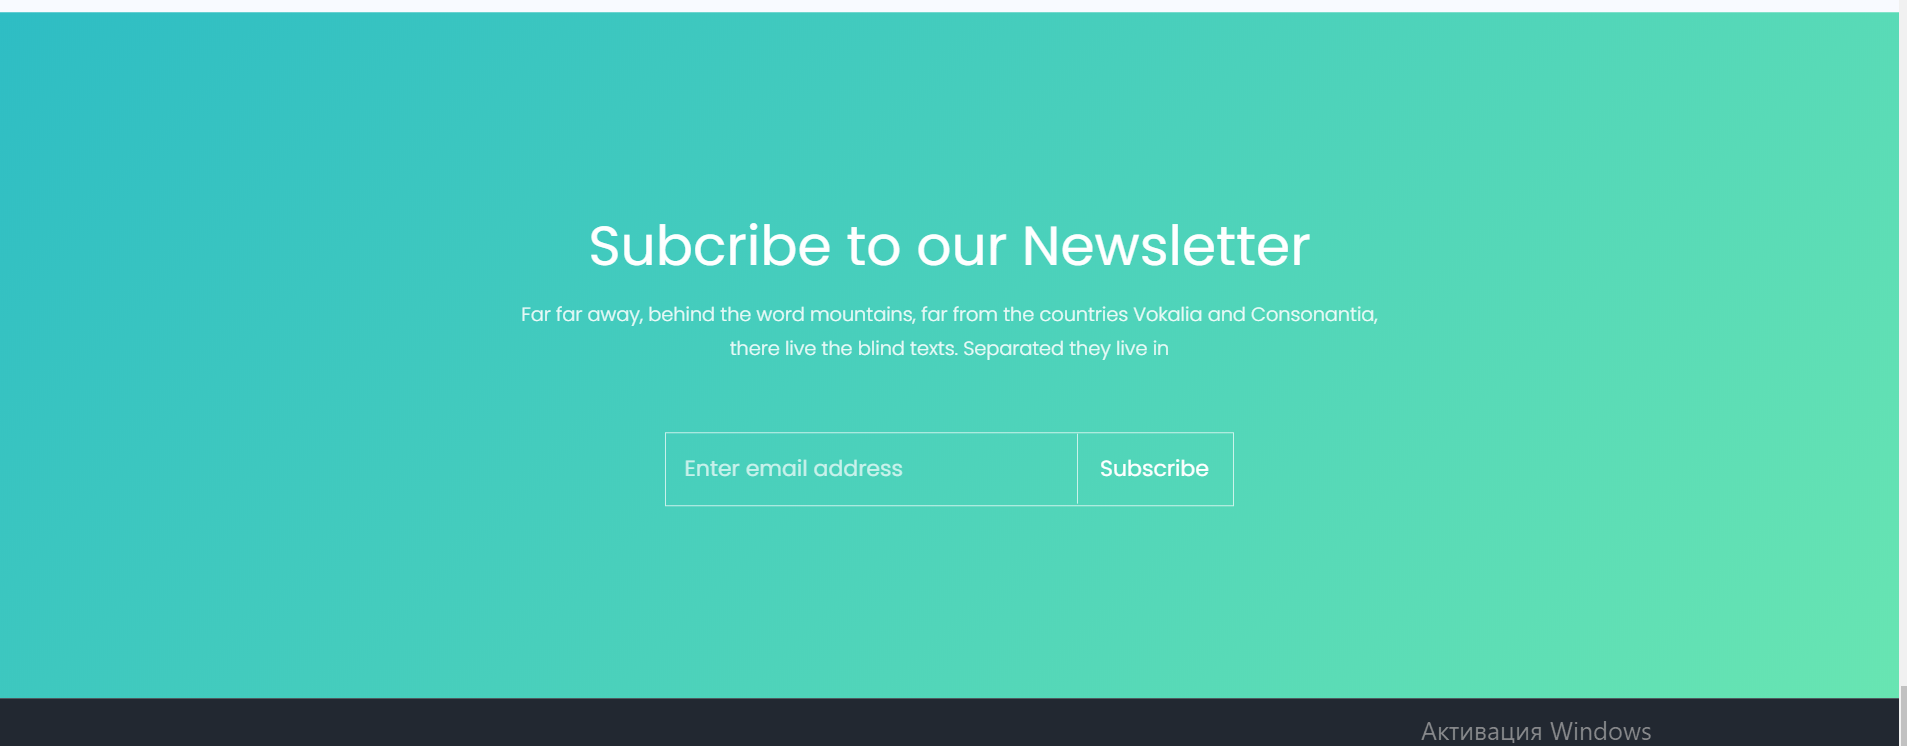 Subcribe to our Newsletter
Far far away, behind the word mountains, far from the countries Vokalia and Consonantia,
there live the blind texts. Separated they live in
Enter email address
Subscribe
Активация Windows